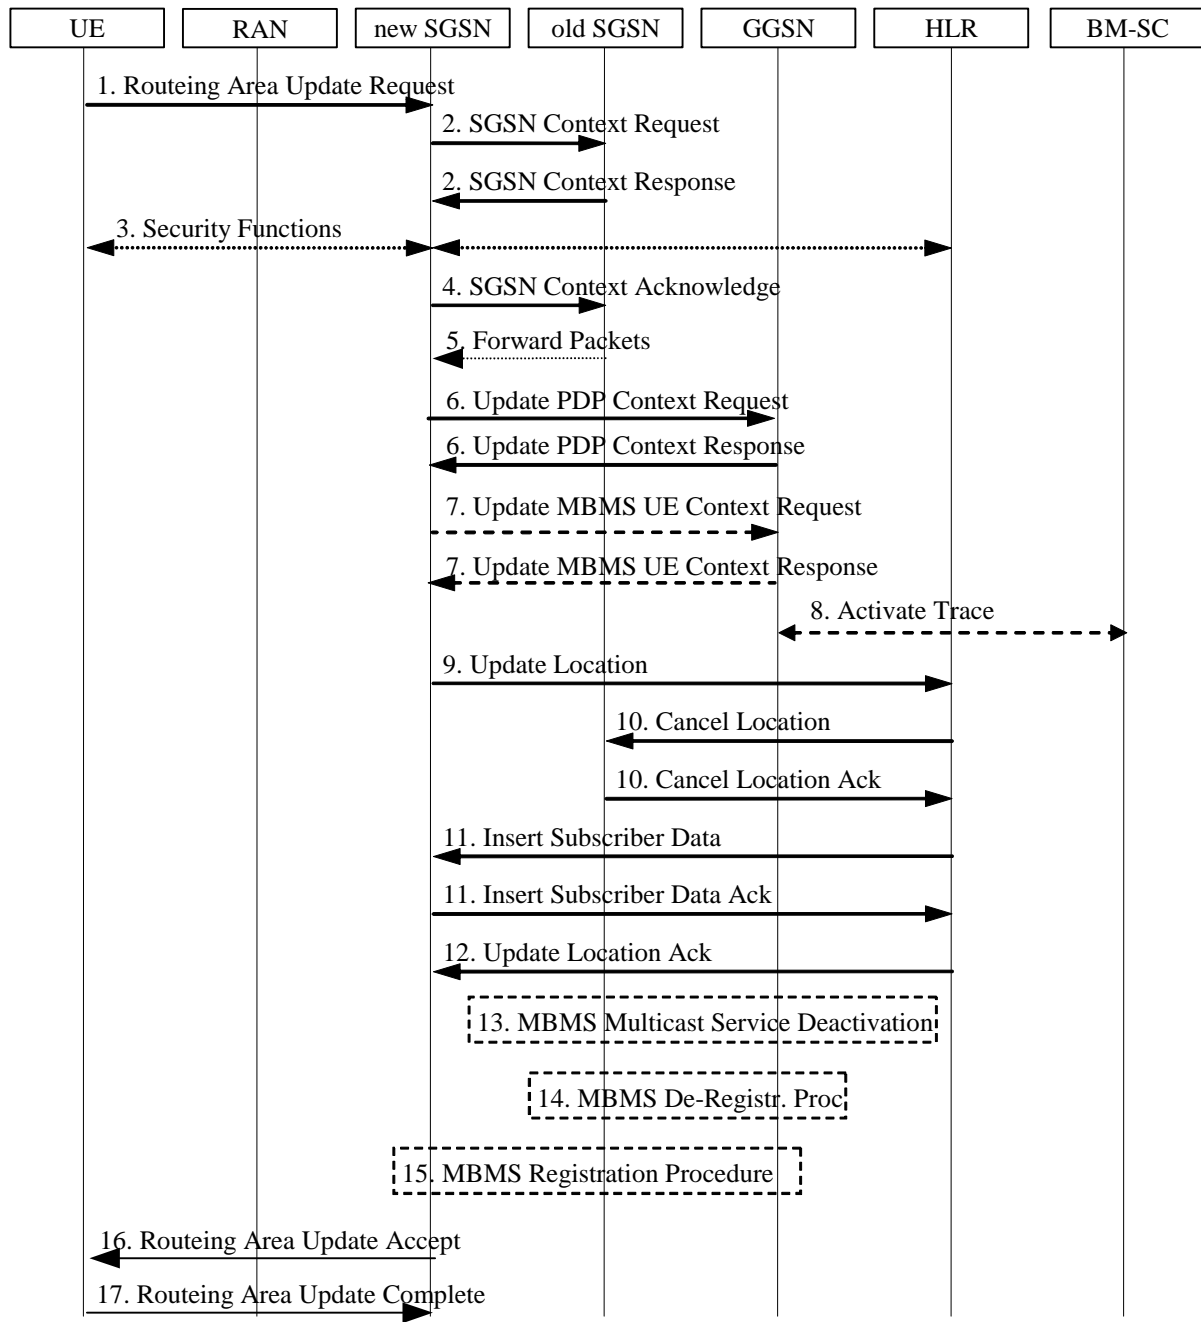 UE
RAN
new SGSN
old SGSN
GGSN
HLR
BM-SC
1. Routeing Area Update Request
2. SGSN Context Request
2. SGSN Context Response
3. Security Functions
4. SGSN Context Acknowledge
5. Forward Packets
6. Update PDP Context Request
6. Update PDP Context Response
7. Update MBMS UE Context Request
7. Update MBMS UE Context Response
8. Activate Trace
9. Update Location
10. Cancel Location
10. Cancel Location Ack
11. Insert Subscriber Data
11. Insert Subscriber Data Ack
12. Update Location Ack
13. MBMS Multicast Service Deactivation
14. MBMS De-Registr. Proc
15. MBMS Registration Procedure
16. Routeing Area Update Accept
17. Routeing Area Update Complete